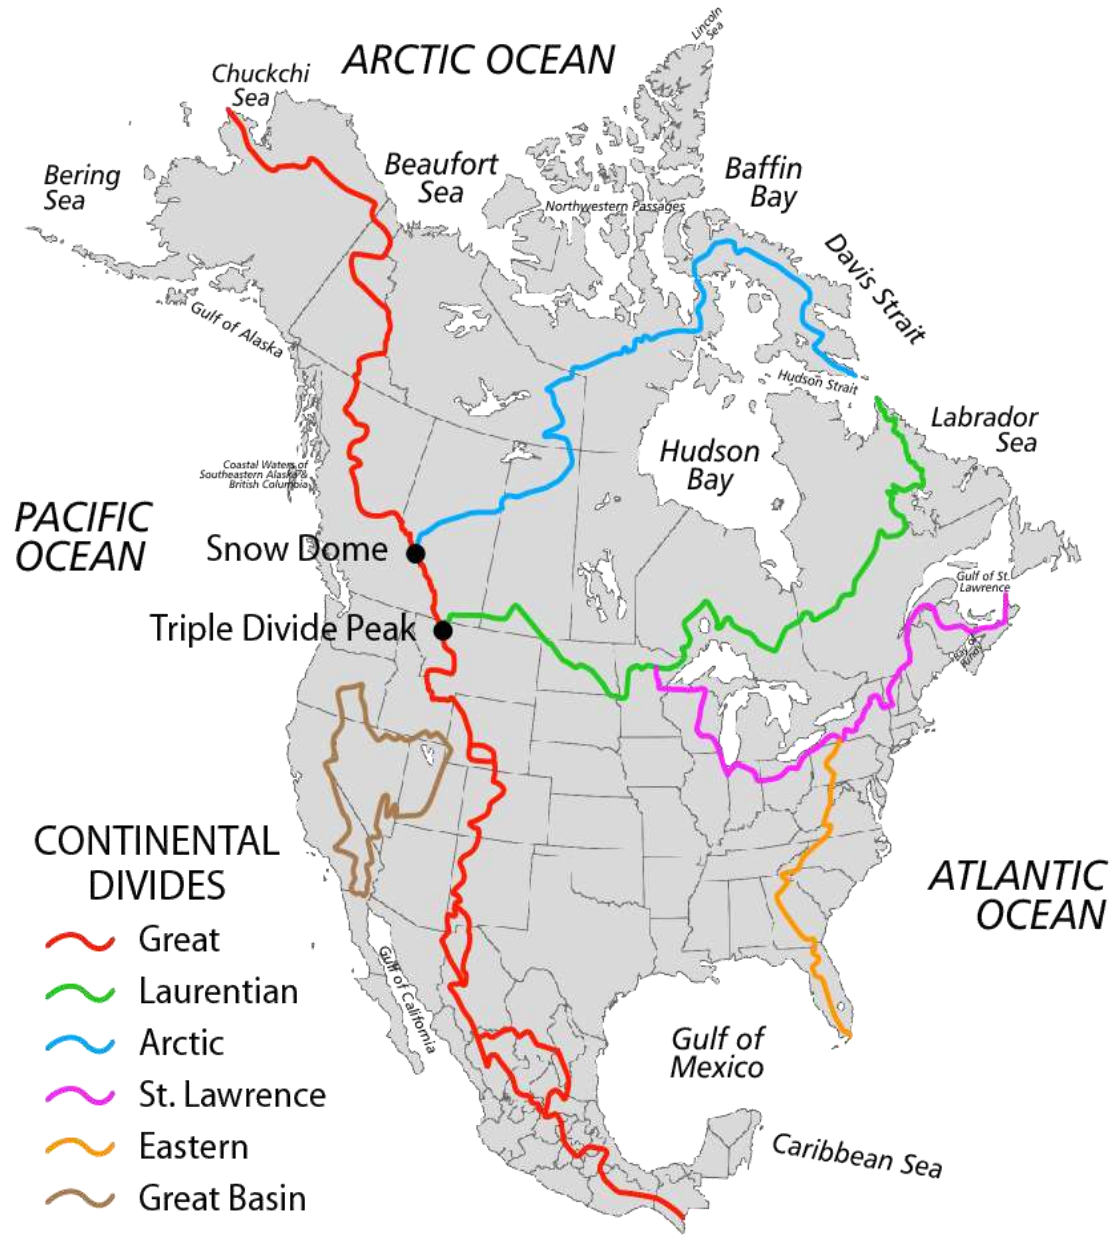 Lincoln
Sea
ARCTIC OCEAN
Chuckchi
Sea
Beaufort
Sea
Baffin
Bay
Bering
Sea
Northwestern Passages
Davis Strait
Gulf of Alaska
Hudson Strait
Labrador
Sea
Hudson
Bay
Coastal Waters of
Southeastern Alaska &
British Columbia
PACIFIC
OCEAN
Snow Dome
Gulf of St.
Lawrence
Triple Divide Peak
Bay of
Fundy
CONTINENTAL
DIVIDES
Great
Laurentian
Arctic
St. Lawrence
Eastern
Great Basin
ATLANTIC
OCEAN
Gulf of California
Gulf of
Mexico
Caribbean Sea